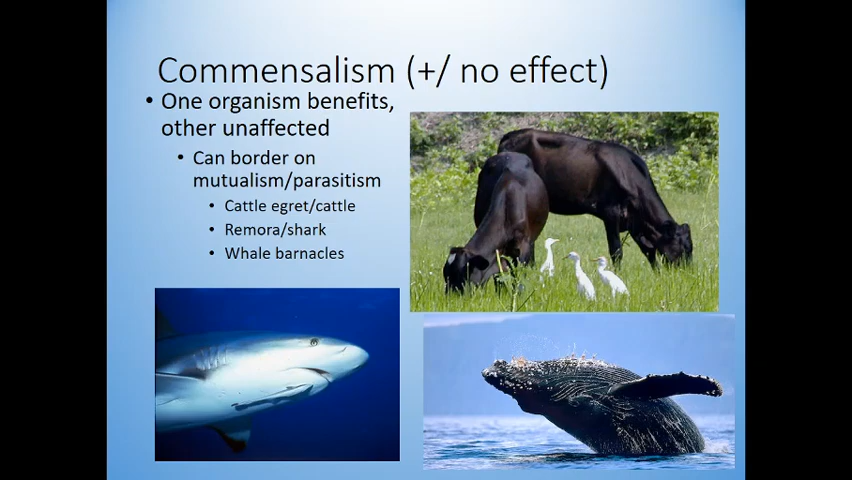 Commensalism (+/ no effect)
• One organism benefits,
other unaffected
• Can border on
mutualism/parasitism
• Cattle egret/cattle
• Remora/shark
• Whale barnacles